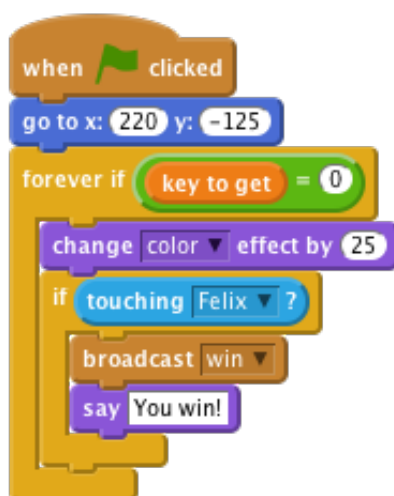 when clicked
go to x: 220 y: -125
forever if key to get = 0
change color effect by 25
if touching Felix ?
broadcast win
say You win!